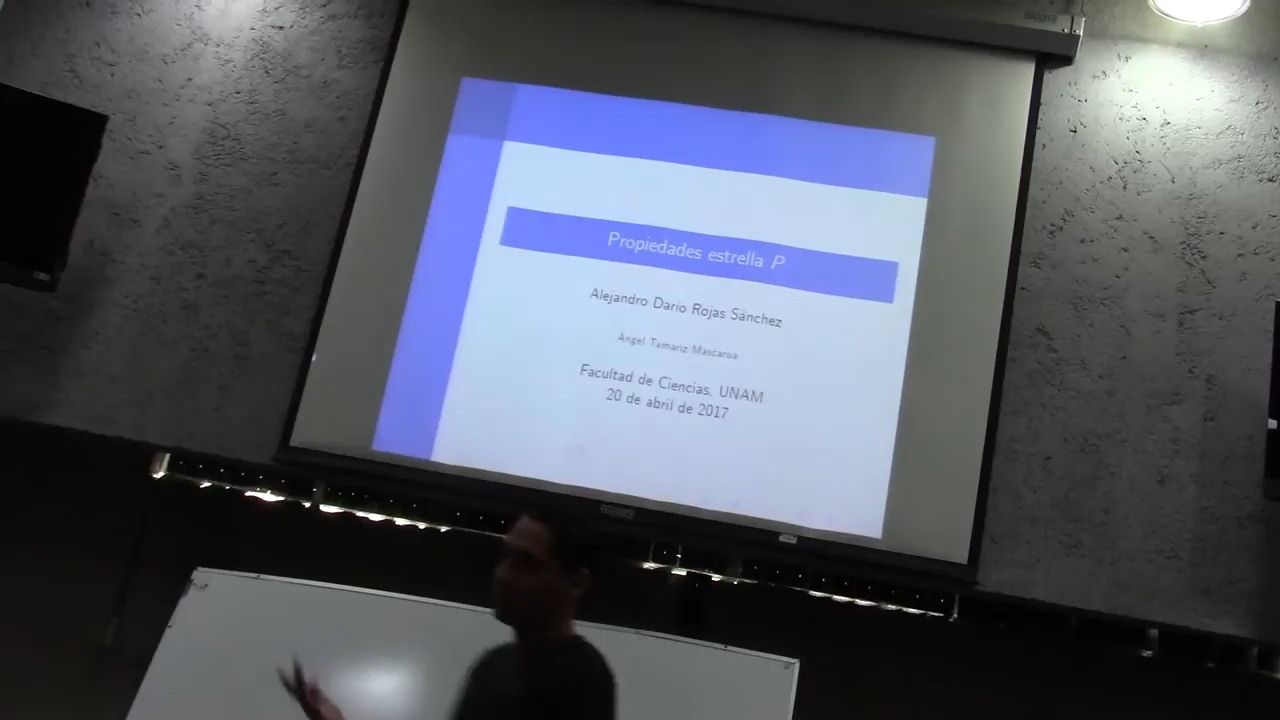 Propiedades estrella P
Alejandro Darío Rojas Sánchez
Ángel Tamariz Mascarúa
Facultad de Ciencias, UNAM
20 de abril de 2017